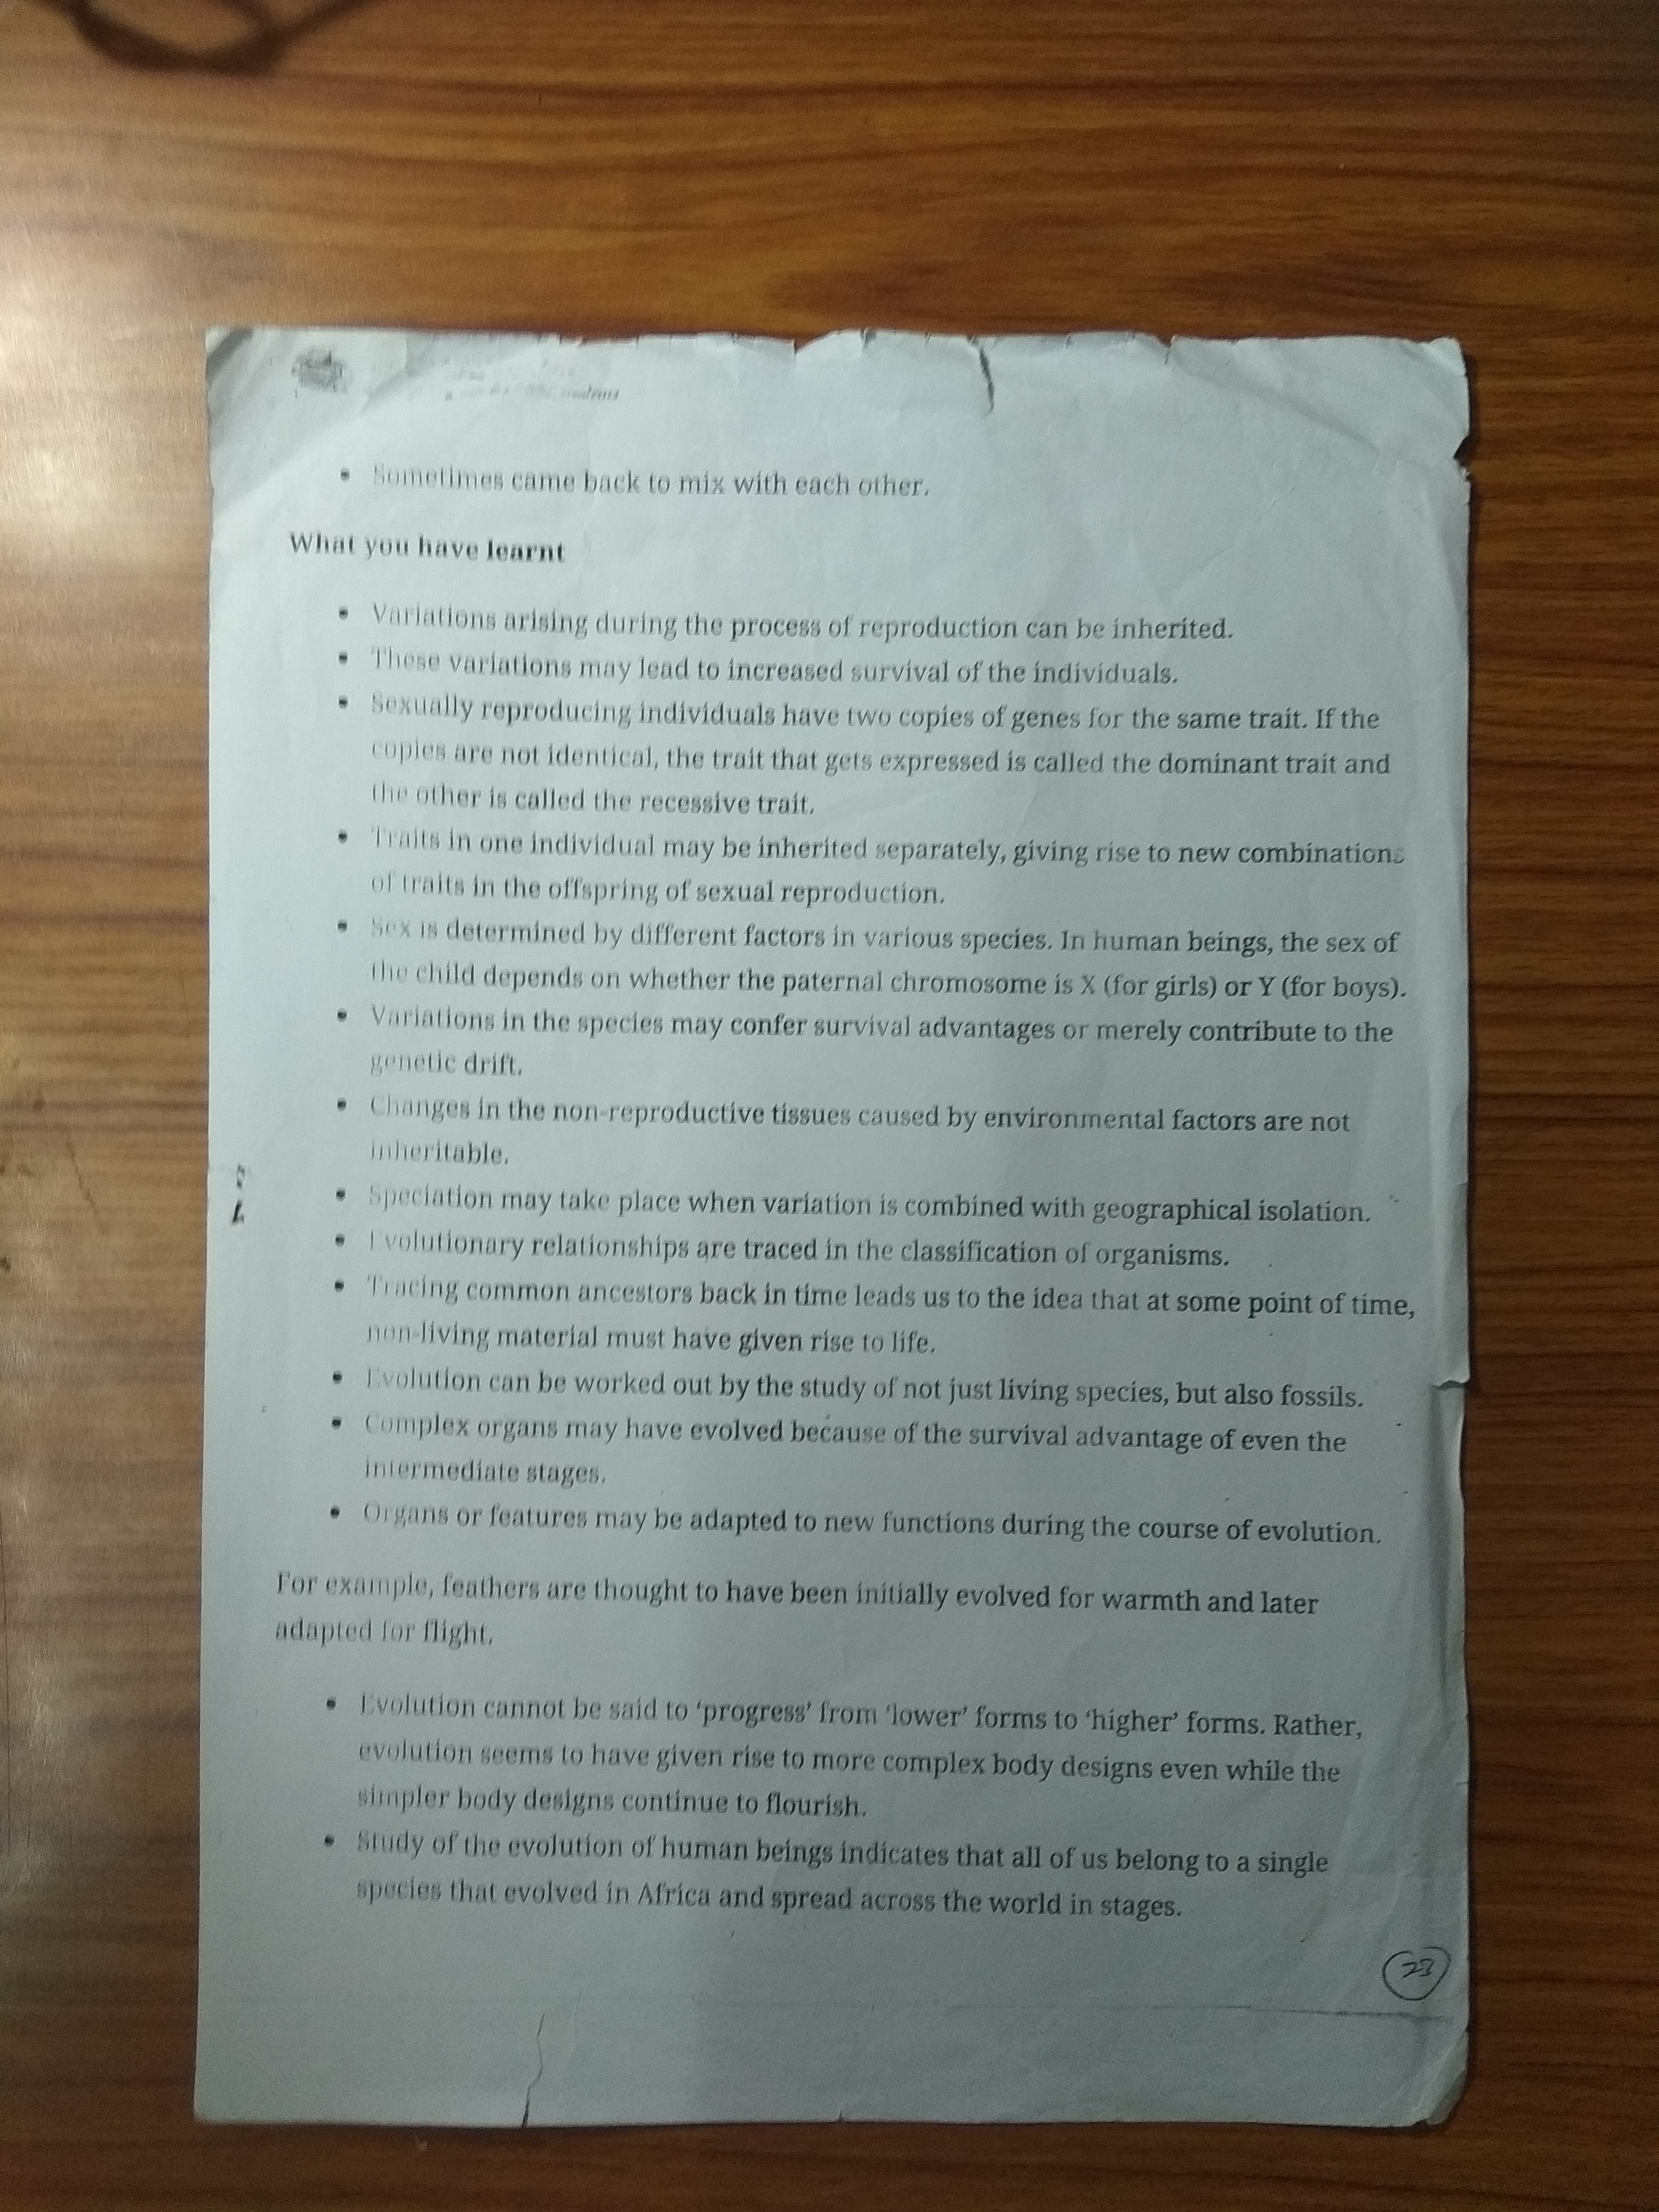 • Sometimes came back to mix with each other.
What you have learnt
• Variations arising during the process of reproduction can be inherited.
• These variations may lead to increased survival of the individuals.
• Sexually reproducing individuals have two copies of genes for the same trait. If the
copies are not identical, the trait that gets expressed is called the dominant trait and
the other is called the recessive trait.
• Traits in one individual may be inherited separately, giving rise to new combinations
of traits in the offspring of sexual reproduction.
• Sex is determined by different factors in various species. In human beings, the sex of
the child depends on whether the paternal chromosome is X (for girls) or Y (for boys).
• Variations in the species may confer survival advantages or merely contribute to the
genetic drift.
• Changes in the non-reproductive tissues caused by environmental factors are not
inheritable.
• Speciation may take place when variation is combined with geographical isolation.
• Evolutionary relationships are traced in the classification of organisms.
• Tracing common ancestors back in time leads us to the idea that at some point of time,
non-living material must have given rise to life.
• Evolution can be worked out by the study of not just living species, but also fossils.
• Complex organs may have evolved because of the survival advantage of even the
intermediate stages.
• Organs or features may be adapted to new functions during the course of evolution.
For example, feathers are thought to have been initially evolved for warmth and later
adapted for flight.
• Evolution cannot be said to ‘progress’ from ‘lower’ forms to ‘higher’ forms. Rather,
evolution seems to have given rise to more complex body designs even while the
simpler body designs continue to flourish.
• Study of the evolution of human beings indicates that all of us belong to a single
species that evolved in Africa and spread across the world in stages.
23